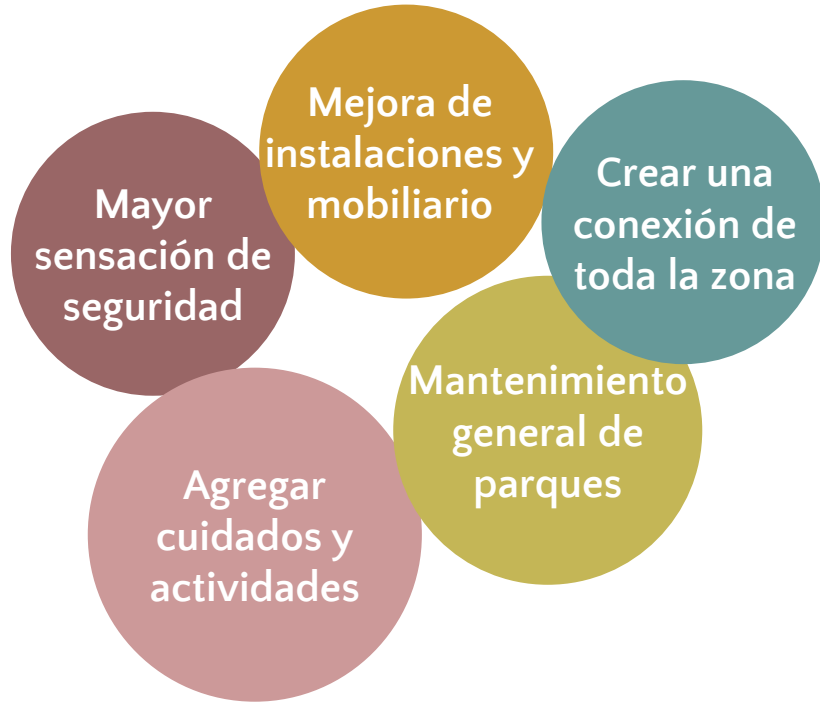 Mejora de
instalaciones y
mobiliario
Crear una
conexión de
toda la zona
Mayor
sensación de
seguridad
Mantenimiento
general de
parques
Agregar
cuidados y
actividades